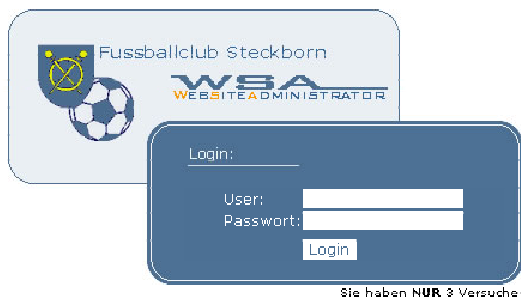 Fussballclub Steckborn
WSA
WEBSITEADMINISTRATOR
Login:
User:
Passwort:
Login
Sie haben NUR 3 Versuche